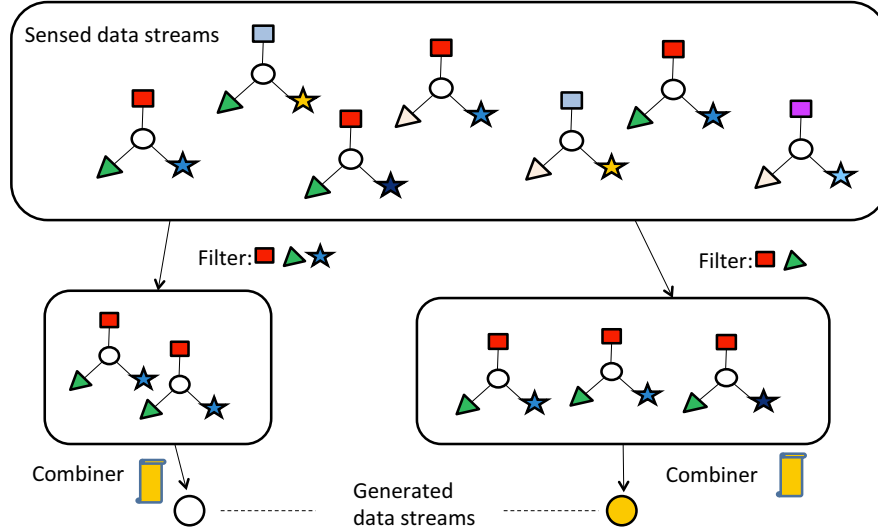 Sensed data streams
Filter:
Filter:
Combiner
Combiner
Generated
data streams